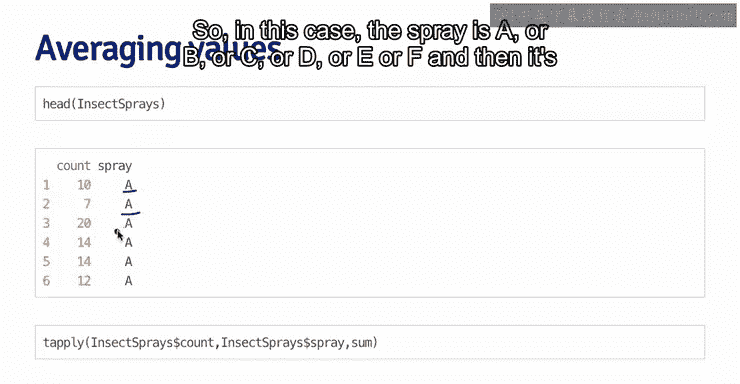 So, in this case, the spray is A, or
Averaging values
B, or C, or D, or E or F and then it's
head(InsectSprays)
count spray
1 10 A
2 7 A
3 20 A
4 14 A
5 14 A
6 12 A
tapply(InsectSprays$count,InsectSprays$spray,sum)